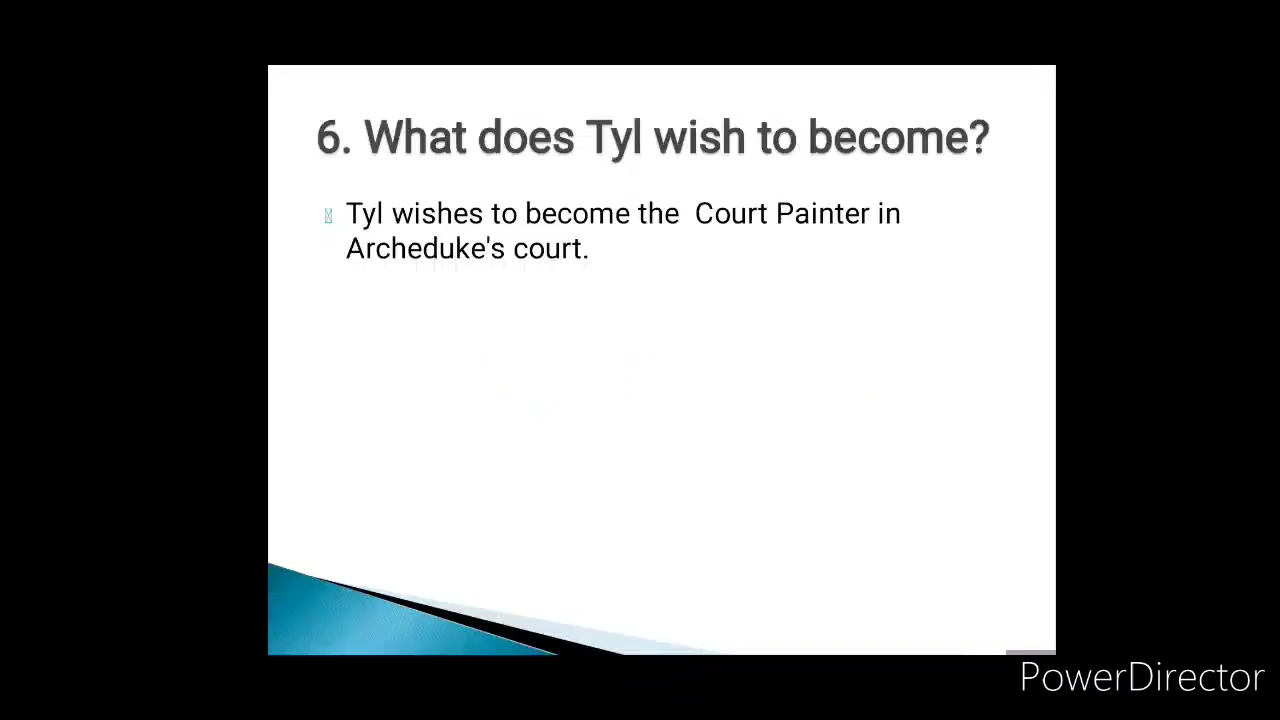 6. What does Tyl wish to become?
Tyl wishes to become the  Court Painter in
Archeduke's court.
PowerDirector